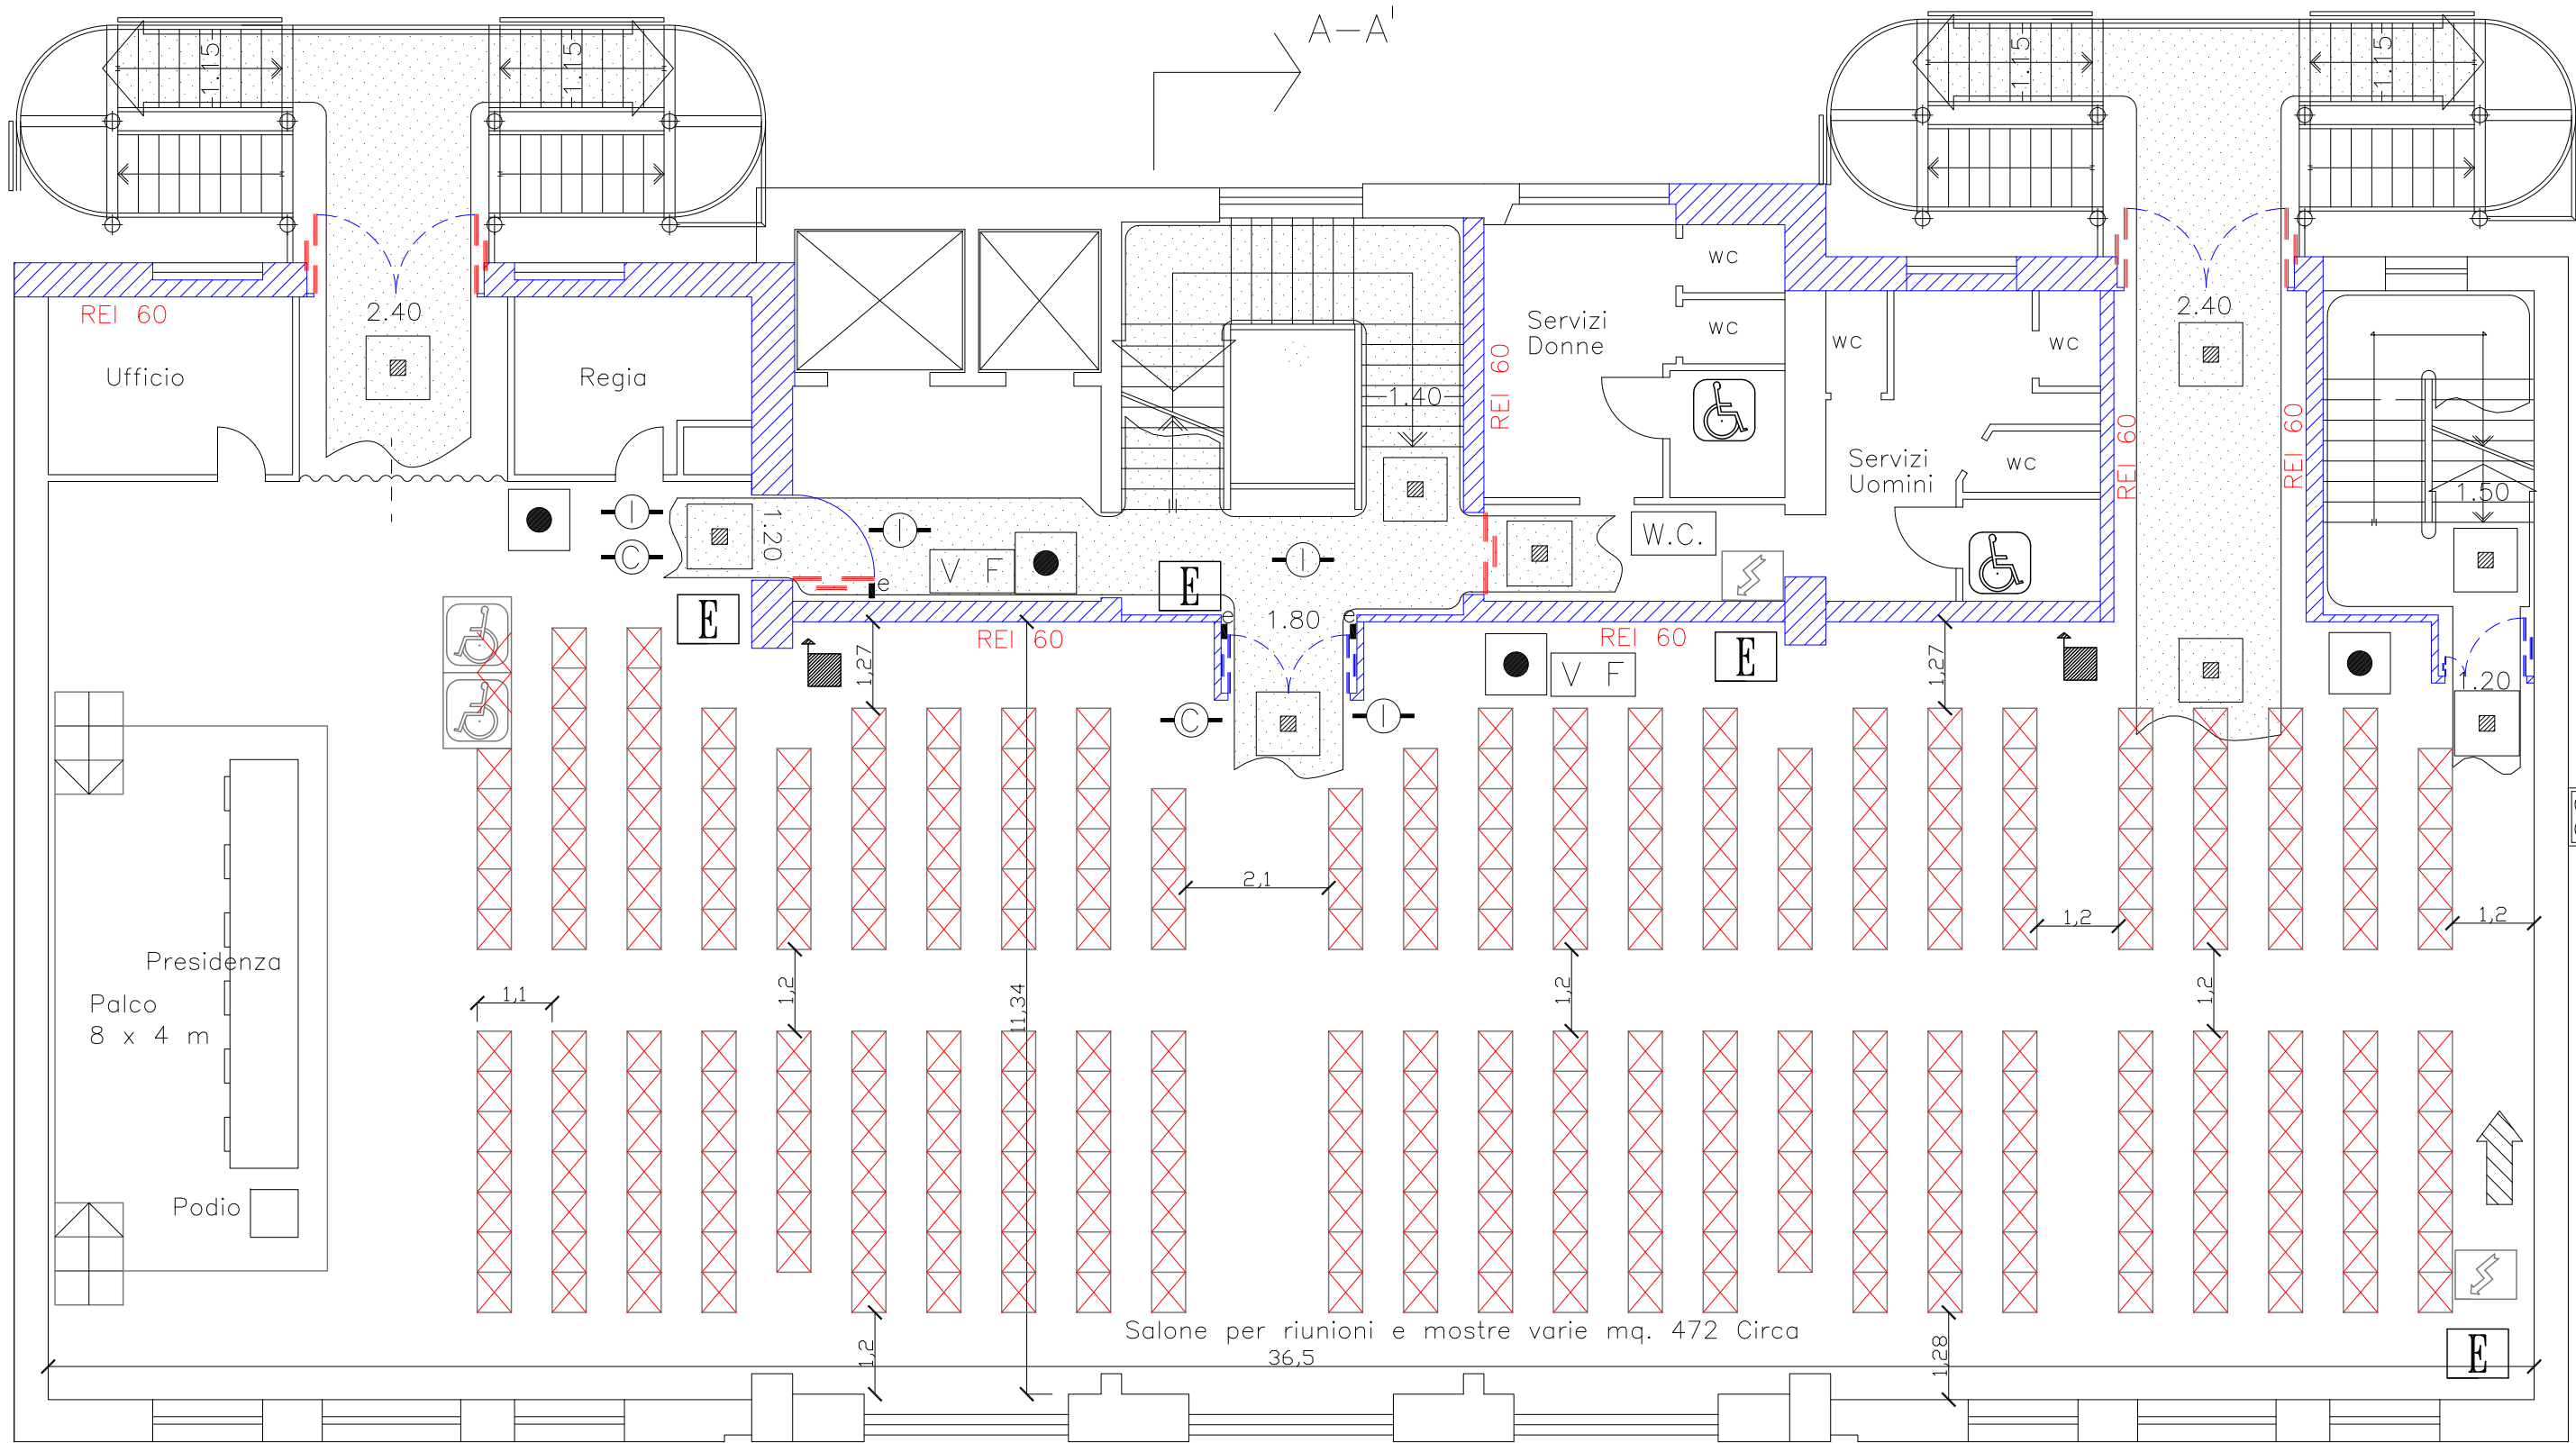 A-A'
1.15
1.15
1.15
1.15
2.40
2.40
REI 60
Ufficio
Regia
Servizi
Donne
wc
wc
wc
wc
wc
REI 60
1.40
REI 60
REI 60
Servizi
Uomini
1.50
W.C.
1.20
I
I
I
C
V F
e
E
E
1.80
e
e
REI 60
REI 60
E
V F
1,27
1,27
1.20
C
I
2,1
1,2
1,2
Presidenza
Palco
8 x 4 m
1,1
1,2
11,34
1,2
1,2
Podio
Salone per riunioni e mostre varie mq. 472 Circa
36,5
1,2
1,28
E